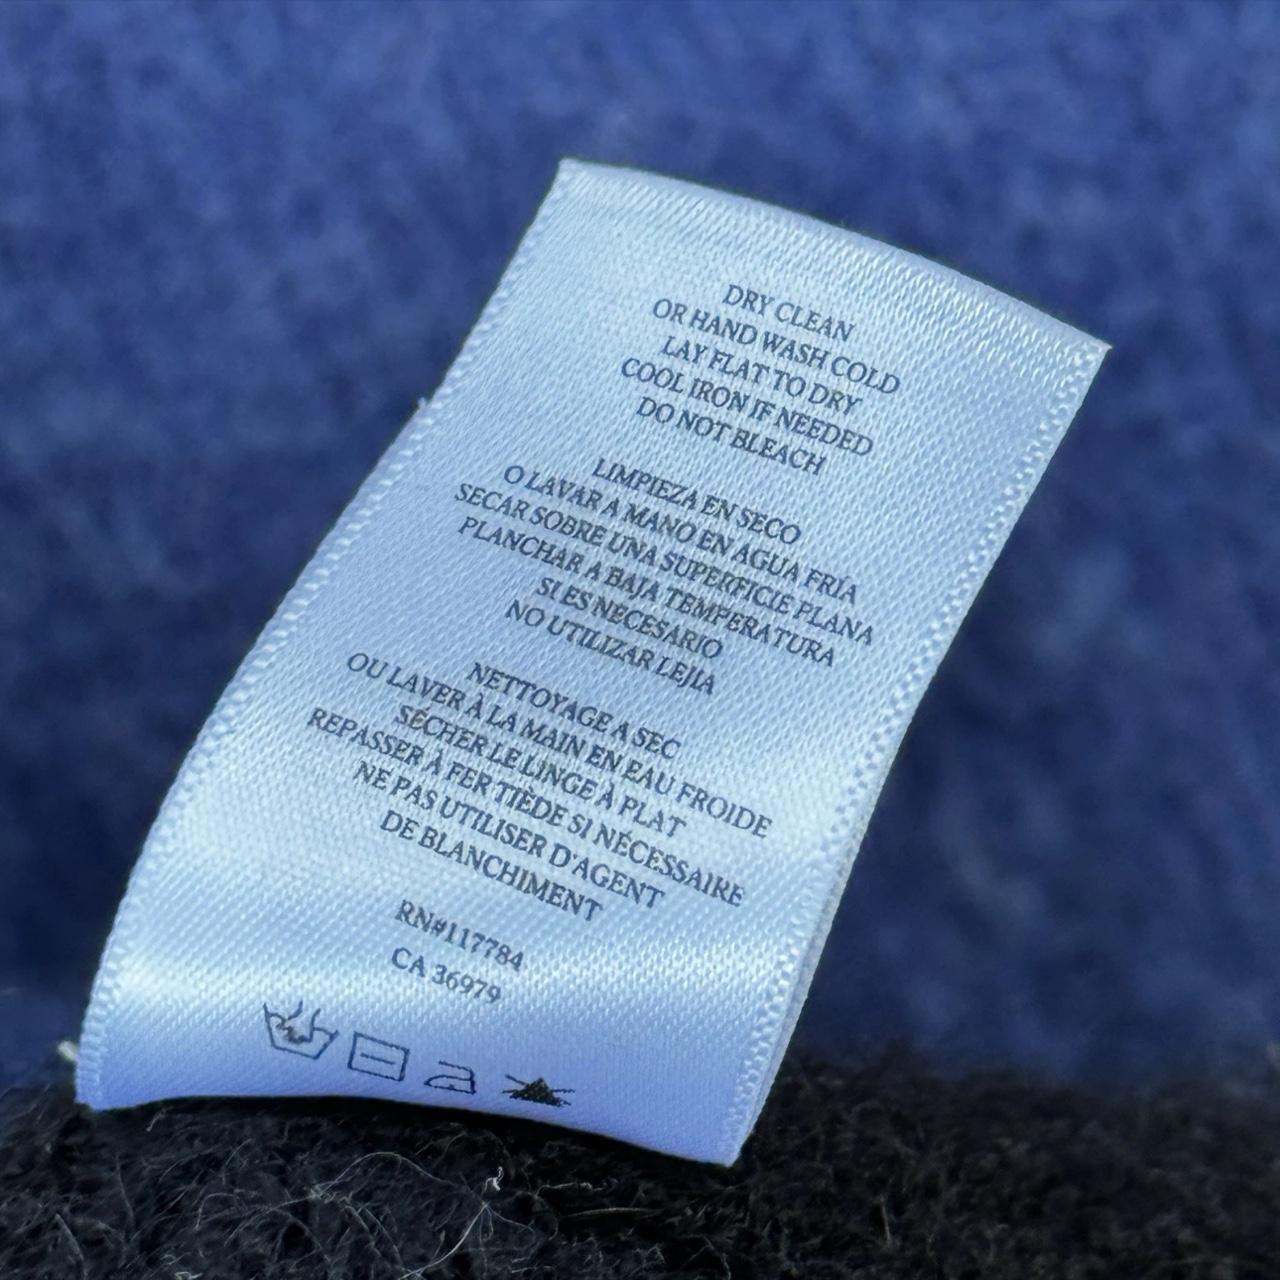 DRY CLEAN
OR HAND WASH COLD
LAY FLAT TO DRY
COOL IRON IF NEEDED
DO NOT BLEACH
LIMPIEZA EN SECO
O LAVAR A MANO EN AGUA FRÍA
SECAR SOBRE UNA SUPERFICIE PLANA
PLANCHAR A BAJA TEMPERATURA
SI ES NECESARIO
NO UTILIZAR LEJIA
NETTOYAGE A SEC
OU LAVER À LA MAIN EN EAU FROIDE
SÉCHER LE LINGE À PLAT
REPASSER À FER TIÈDE SI NÉCESSAIRE
NE PAS UTILISER D'AGENT
DE BLANCHIMENT
RN#117784
CA 36979